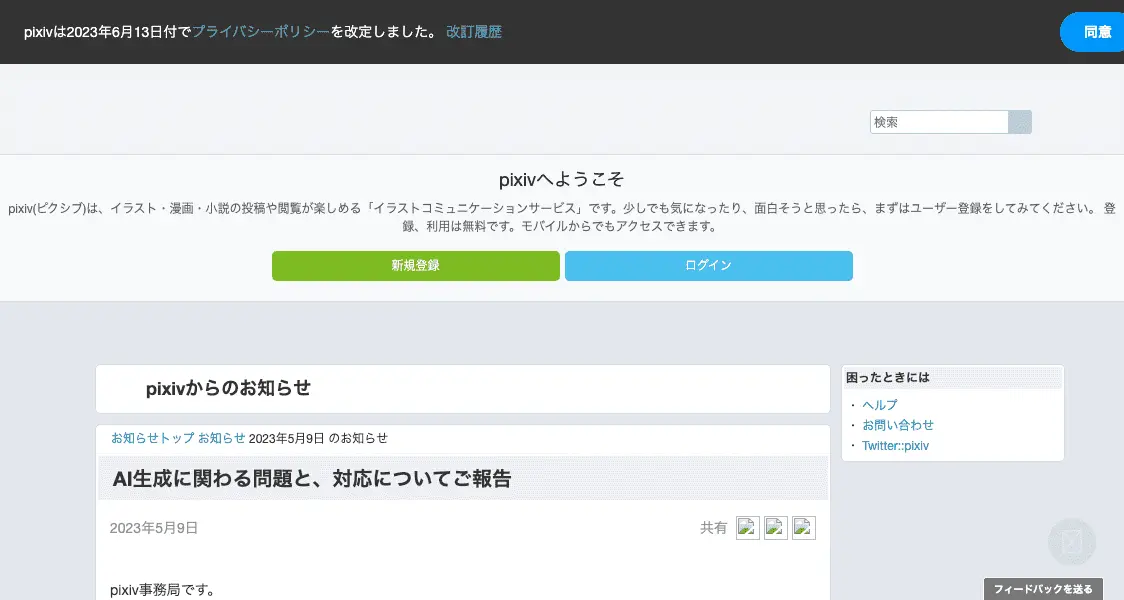 pixivは2023年6月13日付でプライバシーポリシーを改定しました。 改訂履歴
同意
検索
pixivへようこそ
pixiv(ピクシブ)は、イラスト・漫画・小説の投稿や閲覧が楽しめる「イラストコミュニケーションサービス」です。少しでも気になったり、面白そうと思ったら、まずはユーザー登録をしてみてください。 登
録、利用は無料です。モバイルからでもアクセスできます。
新規登録
ログイン
pixivからのお知らせ
お知らせトップ お知らせ 2023年5月9日 のお知らせ
AI生成に関わる問題と、対応についてご報告
2023年5月9日
共有
pixiv事務局です。
困ったときには
・ ヘルプ
・ お問い合わせ
・ Twitter::pixiv
フィードバックを送る